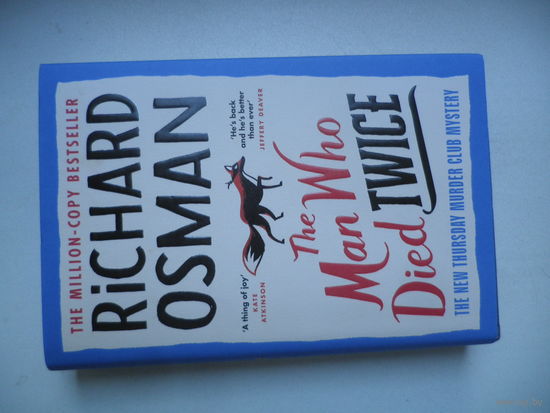 THE MILLION-COPY BESTSELLER
RiCHARD
OSMAN
'He's back
and he's better
than ever'
JEFFERY DEAVER
'A thing of joy'
KATE
ATKINSON
The
Man Who
Died TWICE
THE NEW THURSDAY MURDER CLUB MYSTERY